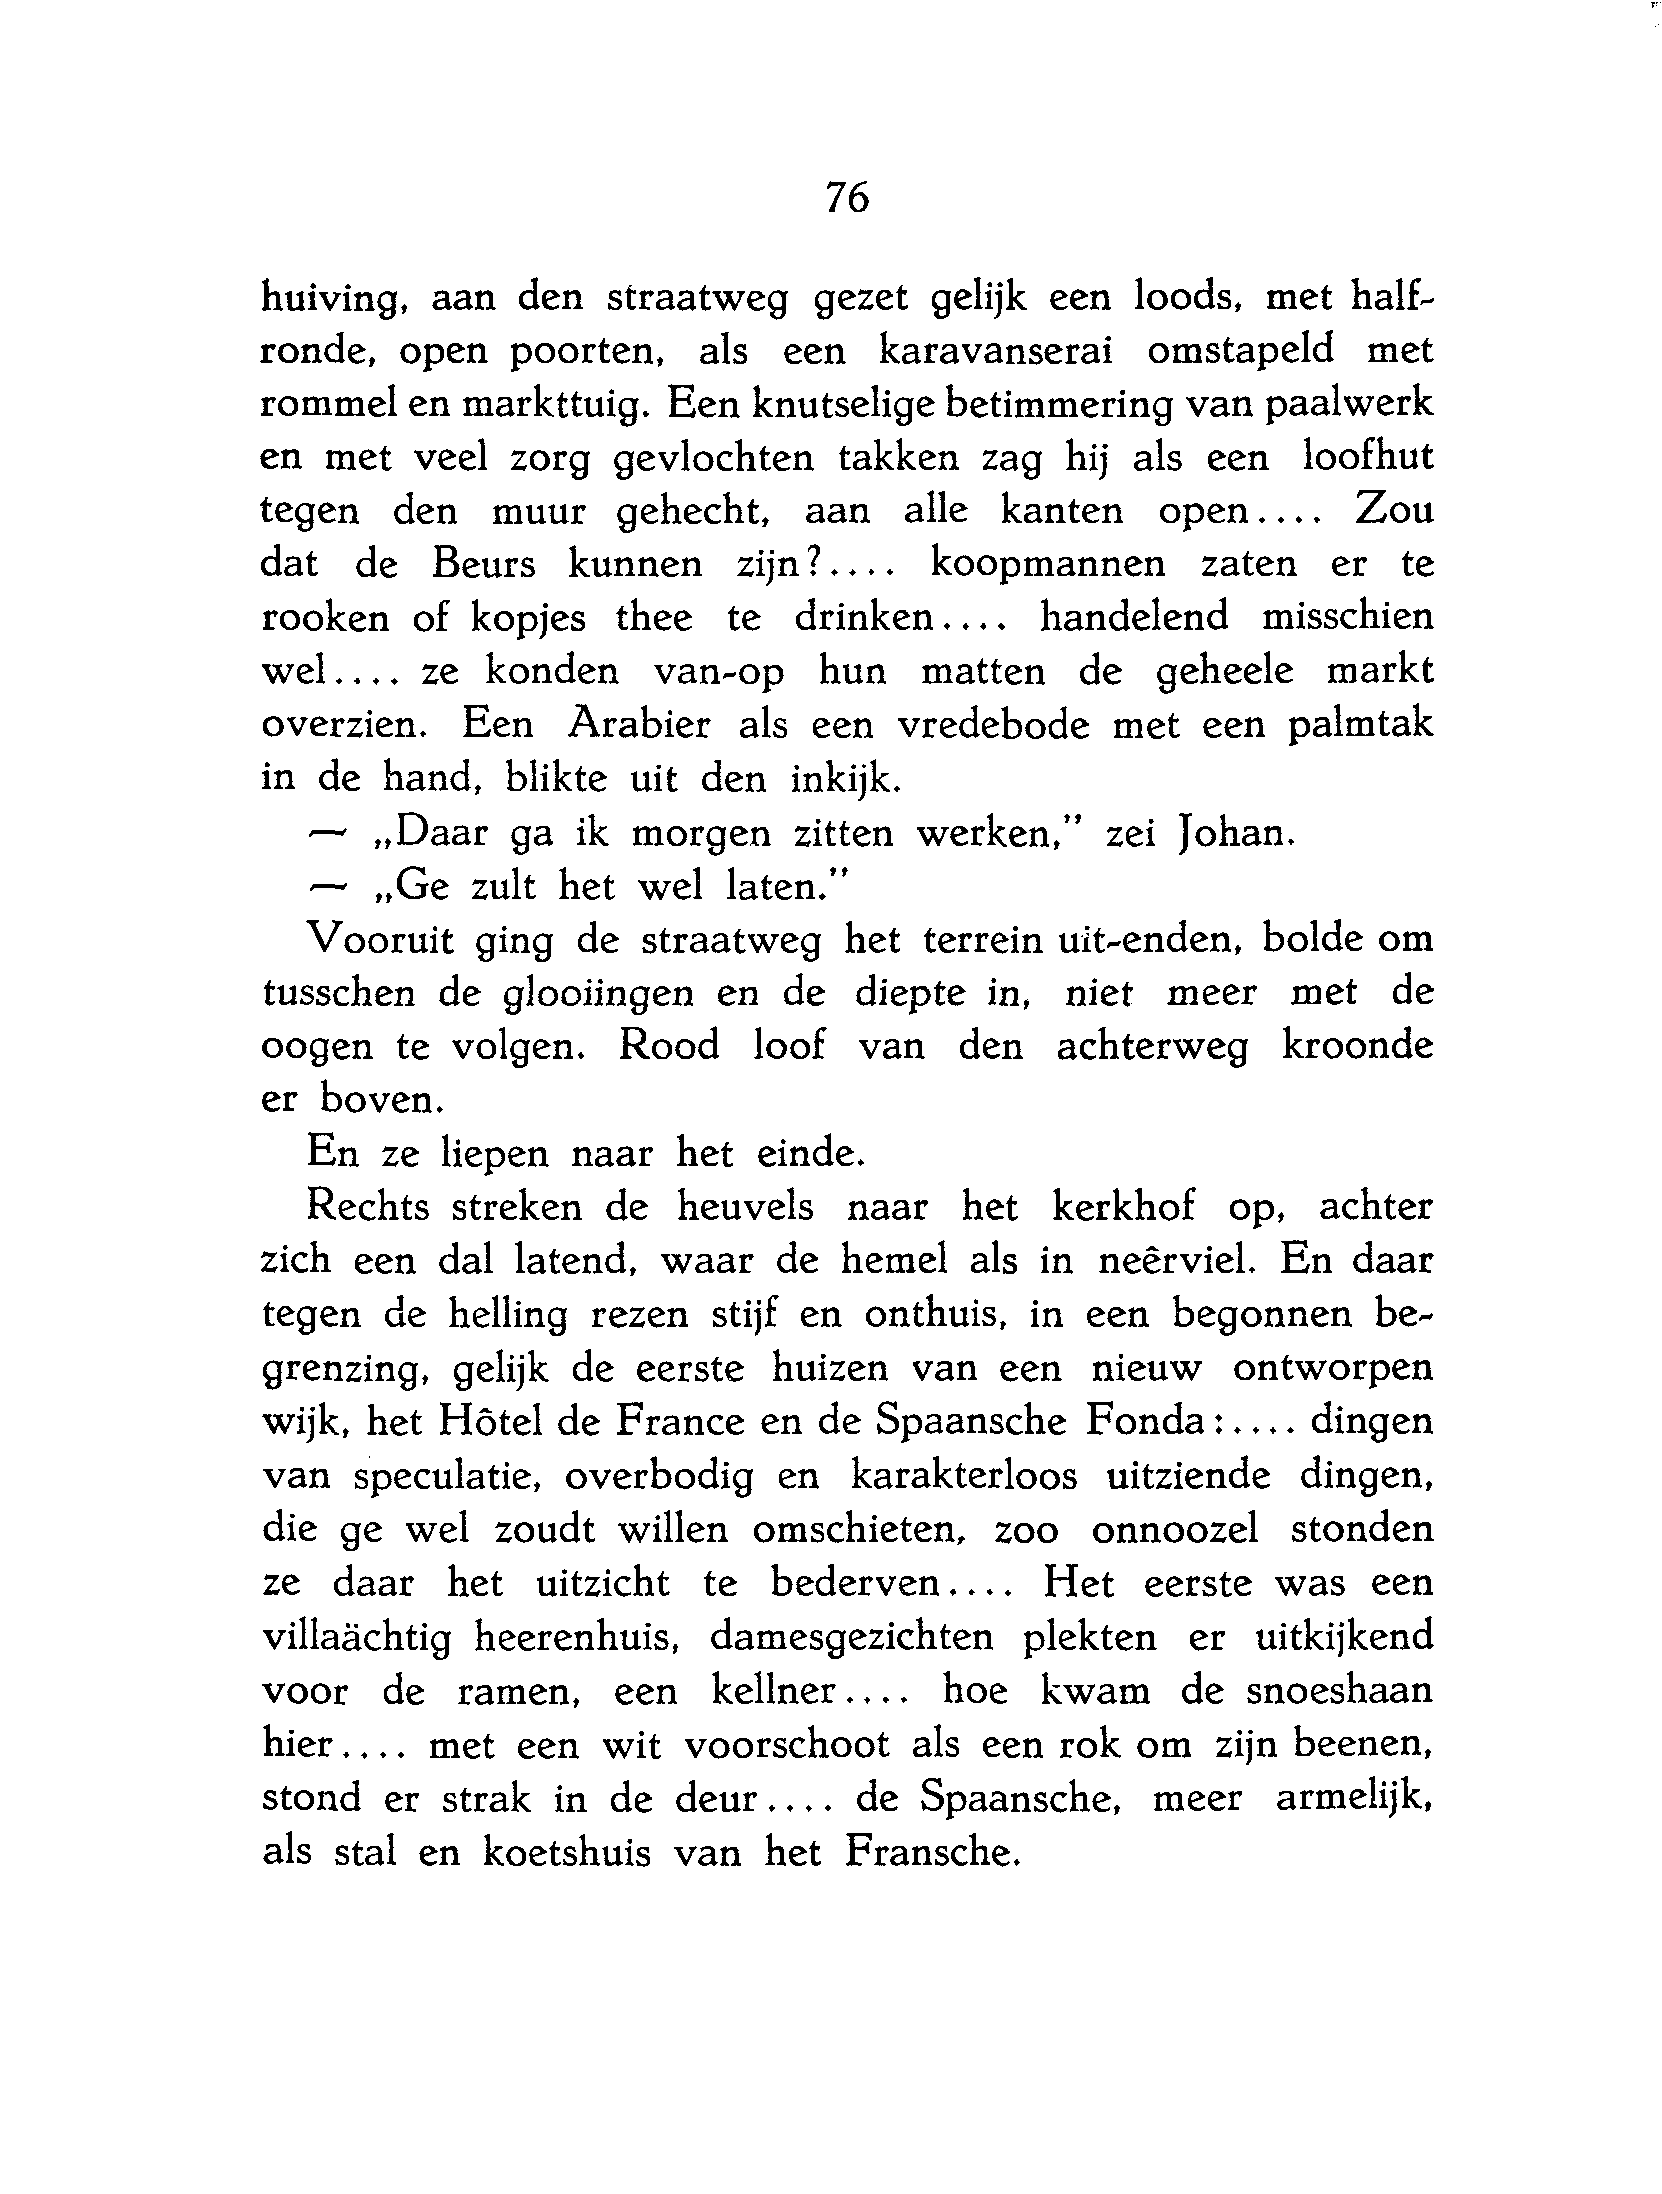 76
huiving, aan den straatweg gezet gelijk een loods, met half-
ronde, open poorten, als een karavanserai omstapeld met
rommel en markttuig. Een knutselige betimmering van paalwerk
en met veel zorg gevlochten takken zag hij als een loofhut
tegen den muur gehecht, aan alle kanten open.... Zou
dat de Beurs kunnen zijn?.... koopmannen zaten er te
rooken of kopjes thee te drinken.... handelend misschien
wel.... ze konden van-op hun matten de geheele markt
overzien. Een Arabier als een vredebode met een palmtak
in de hand, blikte uit den inkijk.
— „Daar ga ik morgen zitten werken,” zei Johan.
— „Ge zult het wel laten.”
Vooruit ging de straatweg het terrein uit-enden, bolde om
tusschen de glooiingen en de diepte in, niet meer met de
oogen te volgen. Rood loof van den achterweg kroonde
er boven.
En ze liepen naar het einde.
Rechts streken de heuvels naar het kerkhof op, achter
zich een dal latend, waar de hemel als in neêrviel. En daar
tegen de helling rezen stijf en onthuis, in een begonnen be-
grenzing, gelijk de eerste huizen van een nieuw ontworpen
wijk, het Hôtel de France en de Spaansche Fonda:.... dingen
van speculatie, overbodig en karakterloos uitziende dingen,
die ge wel zoudt willen omschieten, zoo onnoozel stonden
ze daar het uitzicht te bederven.... Het eerste was een
villaächtig heerenhuis, damesgezichten plekten er uitkijkend
voor de ramen, een kellner.... hoe kwam de snoeshaan
hier.... met een wit voorschoot als een rok om zijn beenen,
stond er strak in de deur.... de Spaansche, meer armelijk,
als stal en koetshuis van het Fransche.